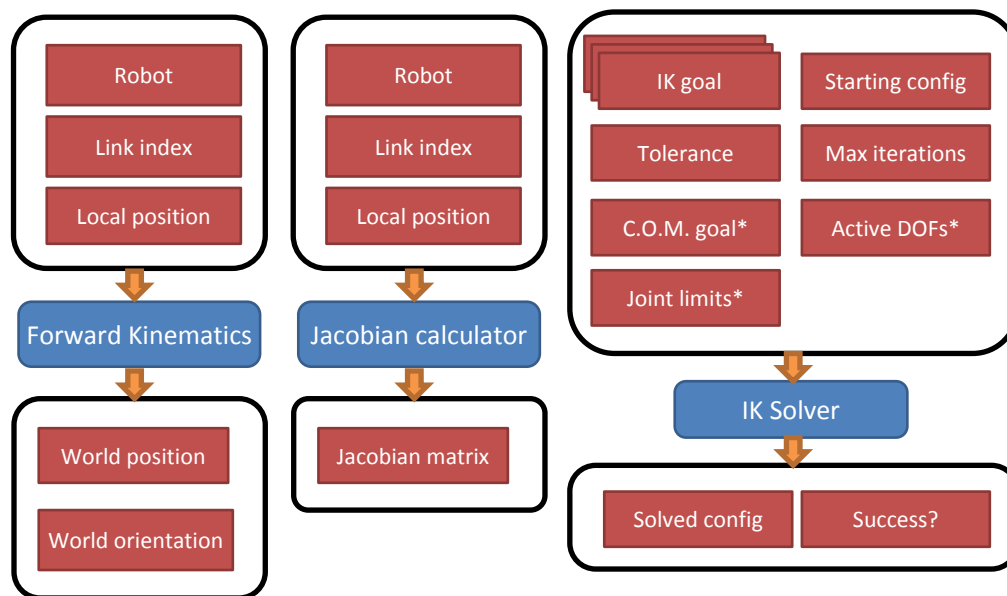 Robot
Link index
Local position
Forward Kinematics
World position
World orientation
Robot
Link index
Local position
Jacobian calculator
Jacobian matrix
IK goal
Starting config
Tolerance
Max iterations
C.O.M. goal*
Active DOFs*
Joint limits*
IK Solver
Solved config
Success?